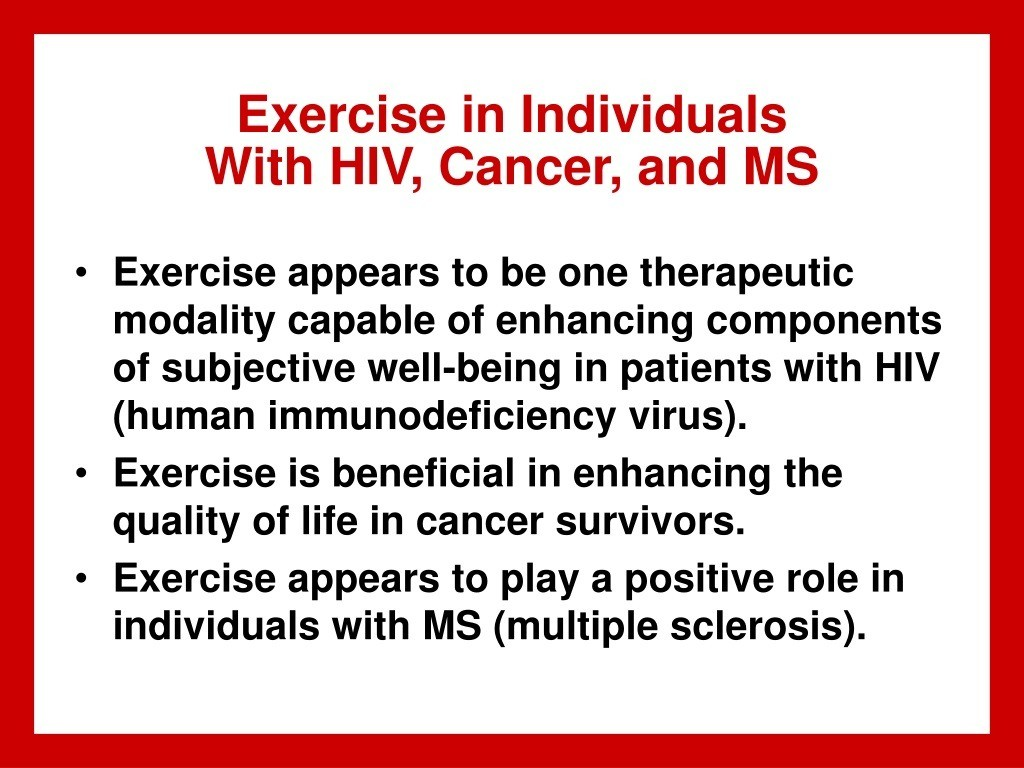 Exercise in Individuals
With HIV, Cancer, and MS
• Exercise appears to be one therapeutic
modality capable of enhancing components
of subjective well-being in patients with HIV
(human immunodeficiency virus).
• Exercise is beneficial in enhancing the
quality of life in cancer survivors.
• Exercise appears to play a positive role in
individuals with MS (multiple sclerosis).